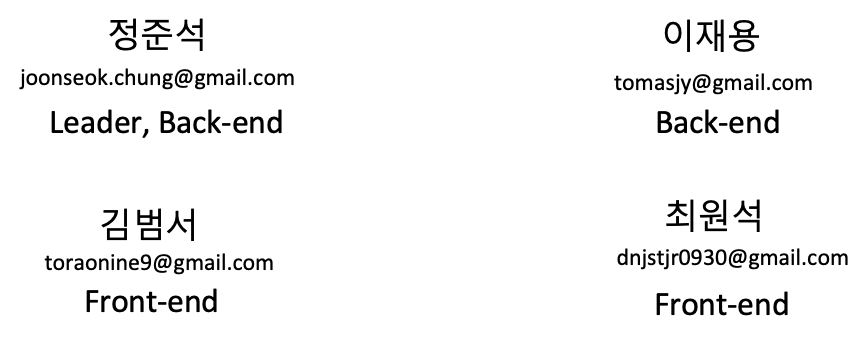 정준석
joonseok.chung@gmail.com
Leader, Back-end
이재용
tomasjy@gmail.com
Back-end
김범서
toraonine9@gmail.com
Front-end
최원석
dnjstjr0930@gmail.com
Front-end